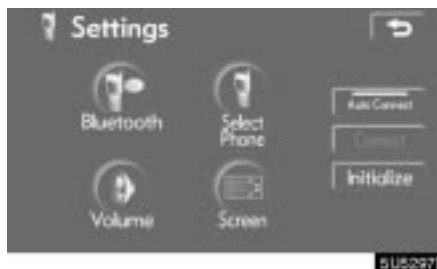 Settings
Bluetooth
Select
Phone
Auto Connect
Connect
Initialize
Volume
Screen
5U5297